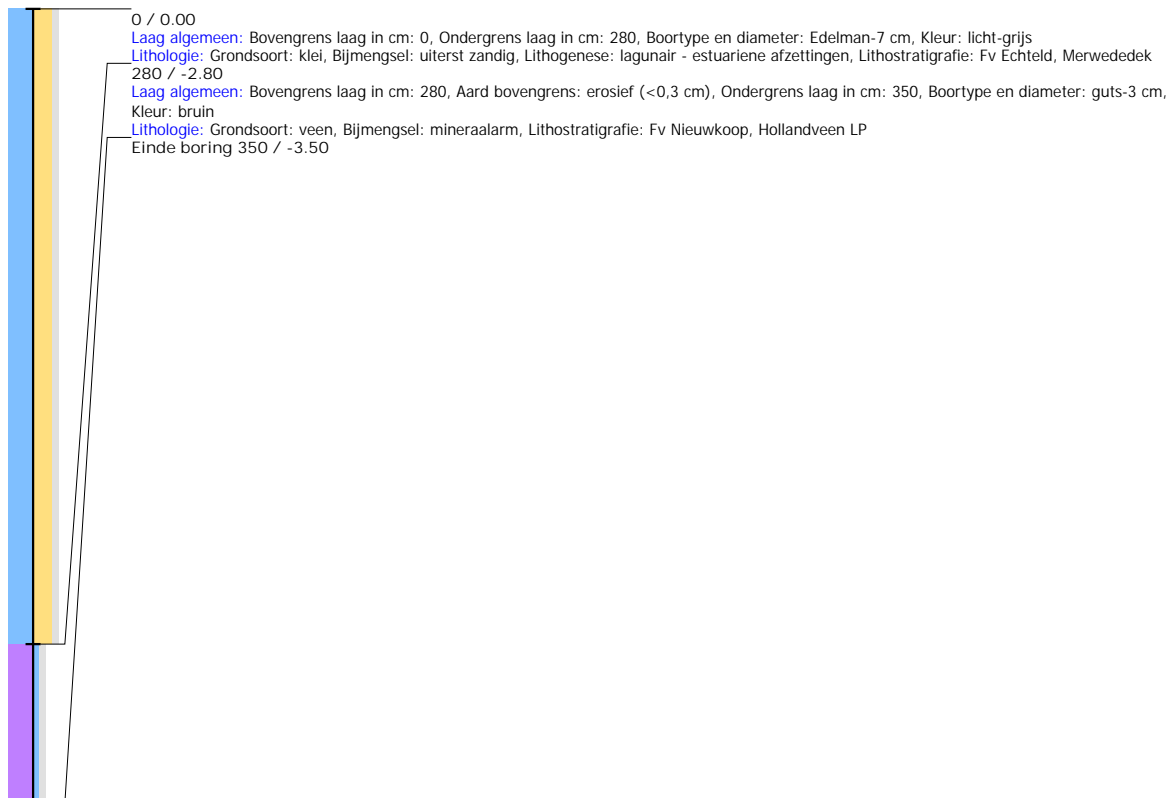 0 / 0.00
Laag algemeen: Bovengrens laag in cm: 0, Ondergrens laag in cm: 280, Boortype en diameter: Edelman-7 cm, Kleur: licht-grijs
Lithologie: Grondsoort: klei, Bijmengsel: uiterst zandig, Lithogenese: lagunair - estuariene afzettingen, Lithostratigrafie: Fv Echteld, Merwededek
280 / -2.80
Laag algemeen: Bovengrens laag in cm: 280, Aard bovengrens: erosief (<0,3 cm), Ondergrens laag in cm: 350, Boortype en diameter: guts-3 cm,
Kleur: bruin
Lithologie: Grondsoort: veen, Bijmengsel: mineraalarm, Lithostratigrafie: Fv Nieuwkoop, Hollandveen LP
Einde boring 350 / -3.50